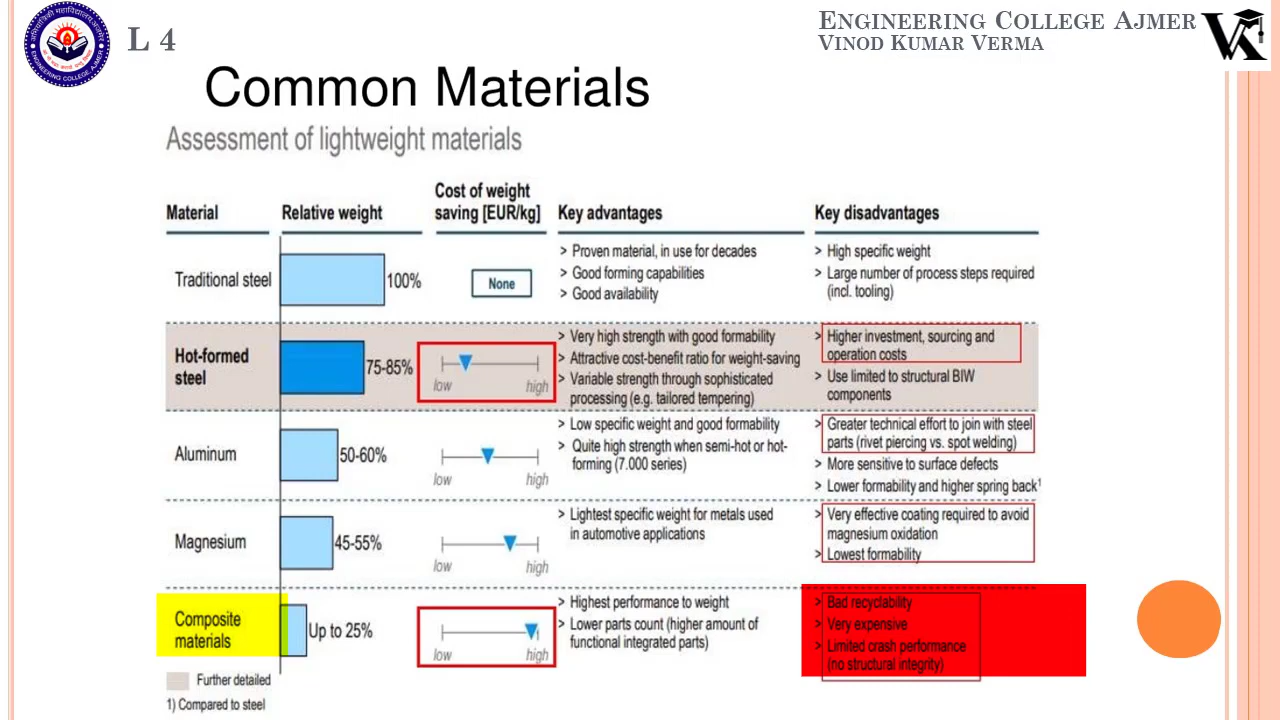 L 4
ENGINEERING COLLEGE AJMER
VINOD KUMAR VERMA
ENGINEERING COLLEGE AJMER
Common Materials
Assessment of lightweight materials
Material
Relative weight
Cost of weight
saving [EUR/kg]
Key advantages
Key disadvantages
Traditional steel
100%
None
> Proven material, in use for decades
> Good forming capabilities
> Good availability
> High specific weight
> Large number of process steps required
(incl. tooling)
Hot-formed
steel
75-85%
low
high
> Very high strength with good formability
> Attractive cost-benefit ratio for weight-saving
> Variable strength through sophisticated
processing (e.g. tailored tempering)
> Higher investment, sourcing and
operation costs
> Use limited to structural BIW
components
Aluminum
50-60%
low
high
> Low specific weight and good formability
> Quite high strength when semi-hot or hot-
forming (7.000 series)
> Greater technical effort to join with steel
parts (rivet piercing vs. spot welding)
> More sensitive to surface defects
> Lower formability and higher spring back¹
Magnesium
45-55%
low
high
> Lightest specific weight for metals used
in automotive applications
> Very effective coating required to avoid
magnesium oxidation
> Lowest formability
Composite
materials
Up to 25%
low
high
> Highest performance to weight
> Lower parts count (higher amount of
functional integrated parts)
> Bad recyclability
> Very expensive
> Limited crash performance
(no structural integrity)
Further detailed
1) Compared to steel